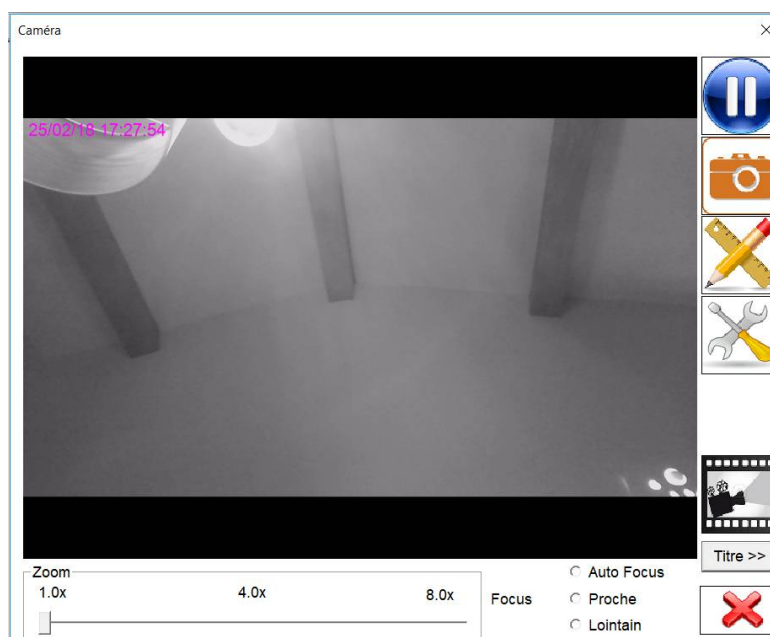 Caméra
25/02/18 17:27:54
Titre >>
Zoom
1.0x 4.0x 8.0x
Focus
Auto Focus
Proche
Lointain